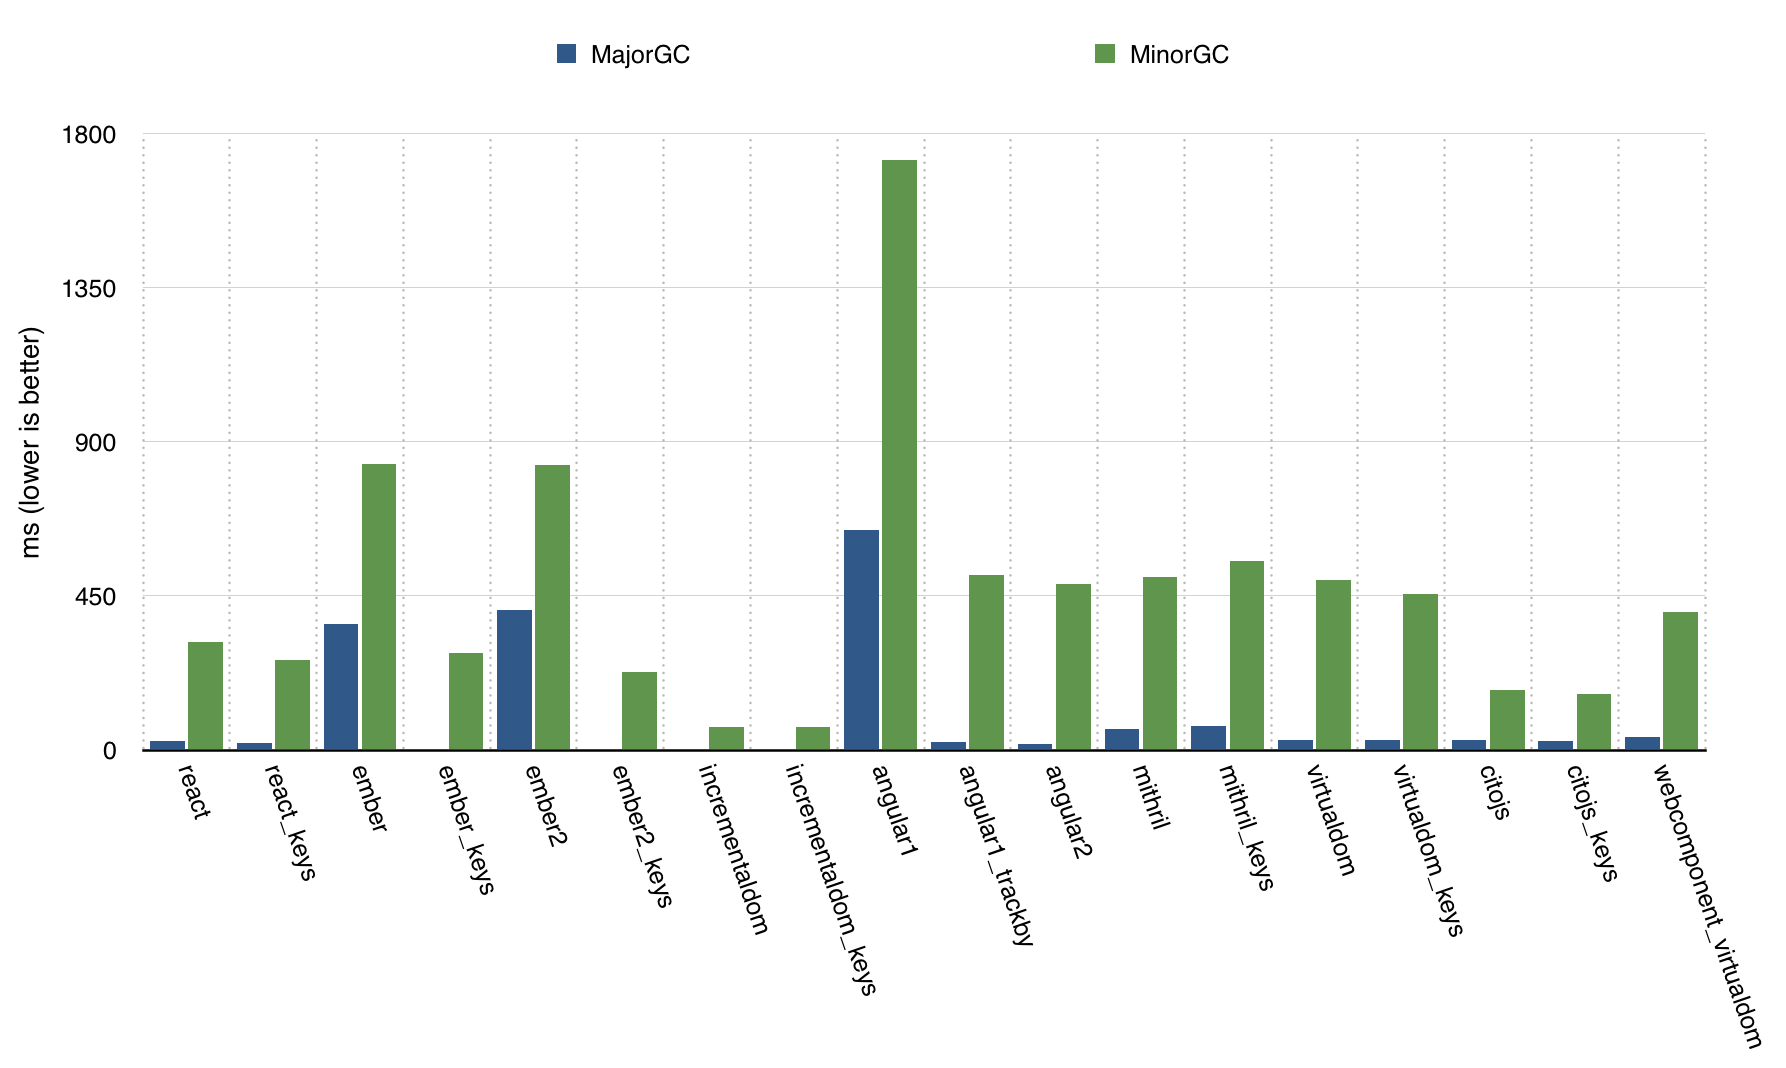 MajorGC
MinorGC
1800
1350
900
450
0
ms (lower is better)
react
react_keys
ember
ember_keys
ember2
ember2_keys
incrementaldom
incrementaldom_keys
angular1
angular1_trackby
angular2
mithril
mithril_keys
virtualdom
virtualdom_keys
citojs
citojs_keys
webcomponent_virtualdom